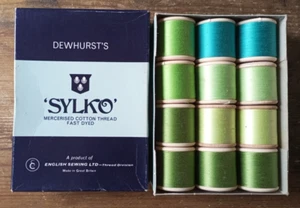 DEWHURST'S
'SYLKO'
MERCERISED COTTON THREAD
FAST DYED
A product of
ENGLISH SEWING LTD
Made in Great Britain